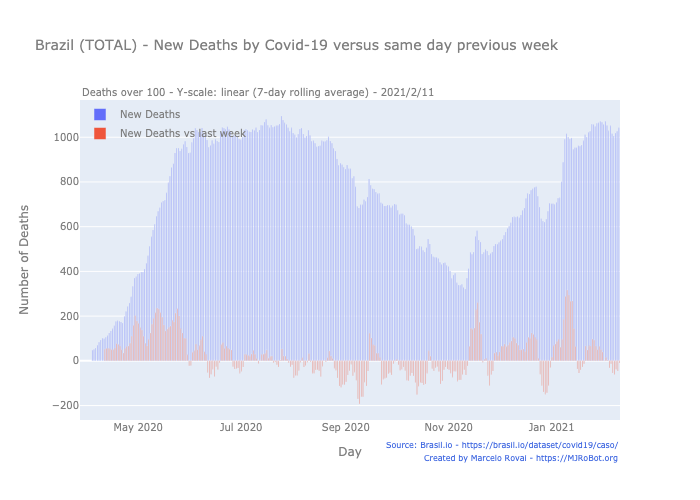 Brazil (TOTAL) - New Deaths by Covid-19 versus same day previous week
Deaths over 100 - Y-scale: linear (7-day rolling average) - 2021/2/11
New Deaths
New Deaths vs last week
1000
800
600
400
200
0
−200
Number of Deaths
May 2020 Jul 2020 Sep 2020 Nov 2020 Jan 2021
Day
Source: Brasil.io - https://brasil.io/dataset/covid19/caso/
Created by Marcelo Rovai - https://MJRoBot.org